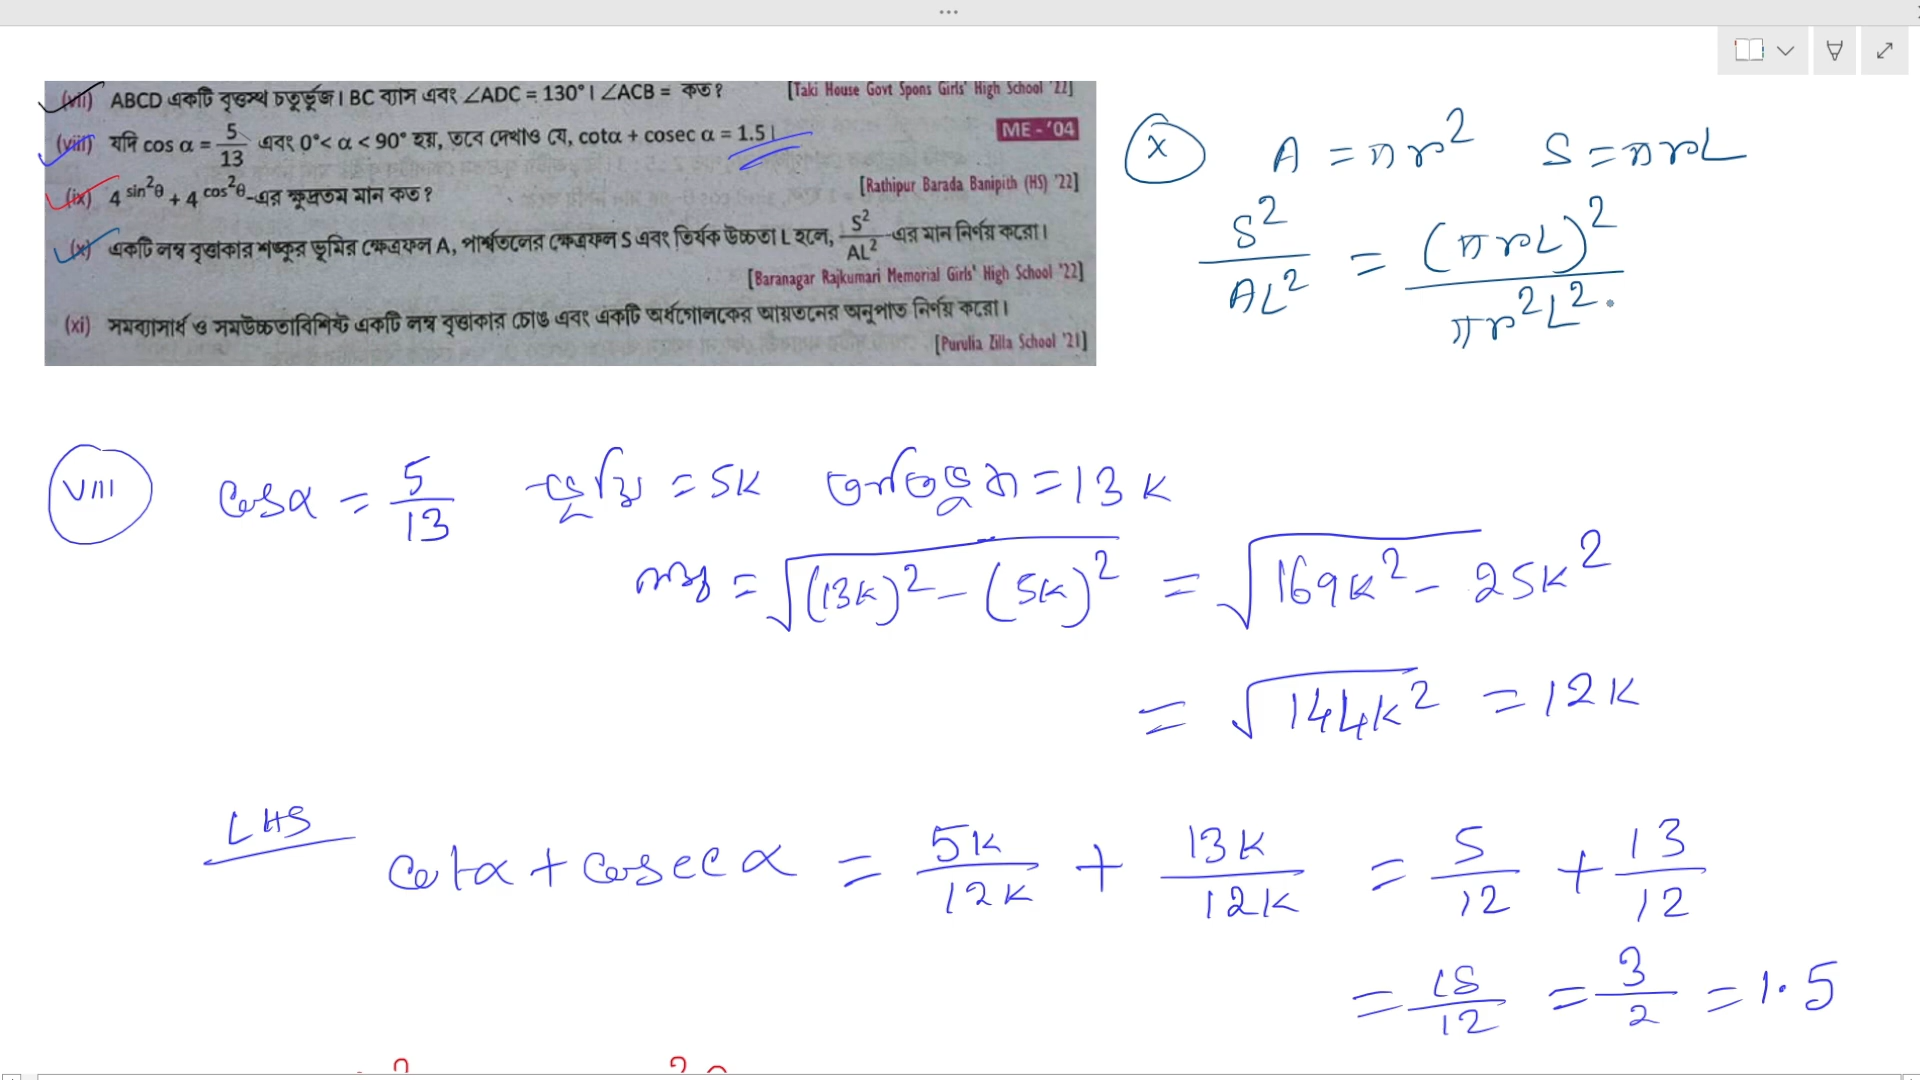 (vii) ABCD একটি বৃত্তস্থ চতুর্ভুজ। BC ব্যাস এবং ∠ADC = 130°। ∠ACB = কত? [Taki House Govt Spons Girls' High School '22]
(viii) যদি cos α = 5/13 এবং 0°< α < 90° হয়, তবে দেখাও যে, cotα + cosec α = 1.5। ME - '04
(ix) 4^sin²θ + 4^cos²θ-এর ক্ষুদ্রতম মান কত? [Rathipur Barada Banipith (HS) '22]
(x) একটি লম্ব বৃত্তাকার শঙ্কুর ভূমির ক্ষেত্রফল A, পার্শ্বতলের ক্ষেত্রফল S এবং তির্যক উচ্চতা L হলে, S²/AL² -এর মান নির্ণয় করো।
[Baranagar Rajkumari Memorial Girls' High School '22]
(xi) সমব্যাসার্ধ ও সমউচ্চতাবিশিষ্ট একটি লম্ব বৃত্তাকার চোঙ এবং একটি অর্ধগোলকের আয়তনের অনুপাত নির্ণয় করো।
[Purulia Zilla School '21]
x A = πr² S = πrL
S²/AL² = (πrL)²/πr²L²
VIII cosα = 5/13 ভূমি = 5K অতিভুজ = 13K
লম্ব = √(13K)² − (5K)² = √169K² − 25K²
= √144K² = 12K
LHS
cotα + cosecα = 5K/12K + 13K/12K = 5/12 + 13/12
= 18/12 = 3/2 = 1.5